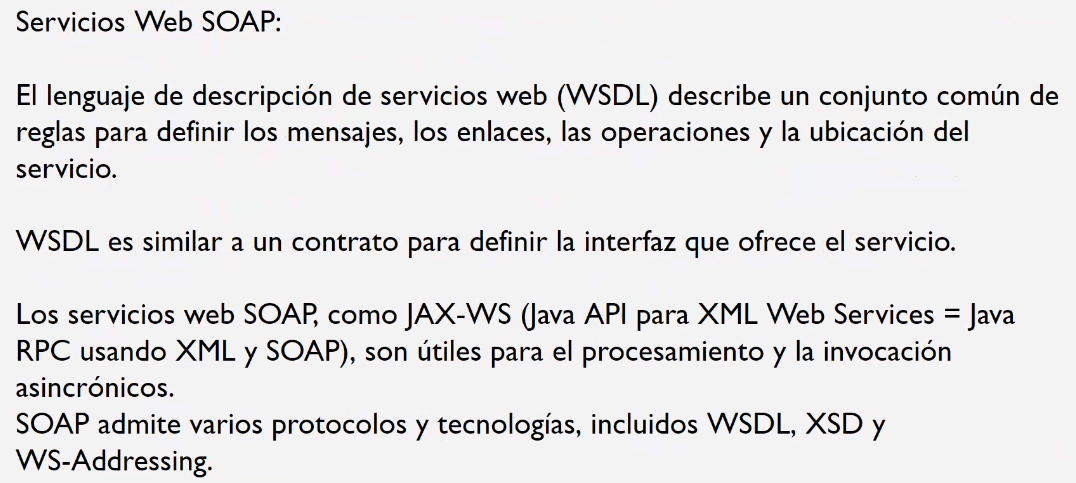 Servicios Web SOAP:
El lenguaje de descripción de servicios web (WSDL) describe un conjunto común de
reglas para definir los mensajes, los enlaces, las operaciones y la ubicación del
servicio.
WSDL es similar a un contrato para definir la interfaz que ofrece el servicio.
Los servicios web SOAP, como JAX-WS (Java API para XML Web Services = Java
RPC usando XML y SOAP), son útiles para el procesamiento y la invocación
asincrónicos.
SOAP admite varios protocolos y tecnologías, incluidos WSDL, XSD y
WS-Addressing.